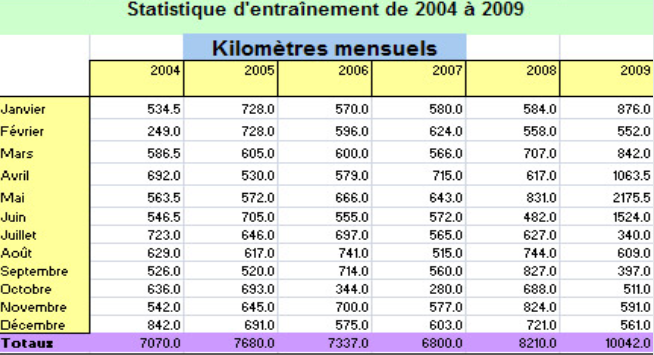 Statistique d'entraînement de 2004 à 2009
Kilomètres mensuels
2004 2005 2006 2007 2008 2009
Janvier 534.5 728.0 570.0 580.0 584.0 876.0
Février 249.0 728.0 596.0 624.0 558.0 552.0
Mars 586.5 605.0 600.0 566.0 707.0 842.0
Avril 692.0 530.0 579.0 715.0 617.0 1063.5
Mai 563.5 572.0 666.0 643.0 831.0 2175.5
Juin 546.5 705.0 555.0 572.0 482.0 1524.0
Juillet 723.0 646.0 697.0 565.0 627.0 340.0
Août 629.0 617.0 741.0 515.0 744.0 609.0
Septembre 526.0 520.0 714.0 560.0 827.0 397.0
Octobre 636.0 693.0 344.0 280.0 688.0 511.0
Novembre 542.0 645.0 700.0 577.0 824.0 591.0
Décembre 842.0 691.0 575.0 603.0 721.0 561.0
Totaux 7070.0 7680.0 7337.0 6800.0 8210.0 10042.0